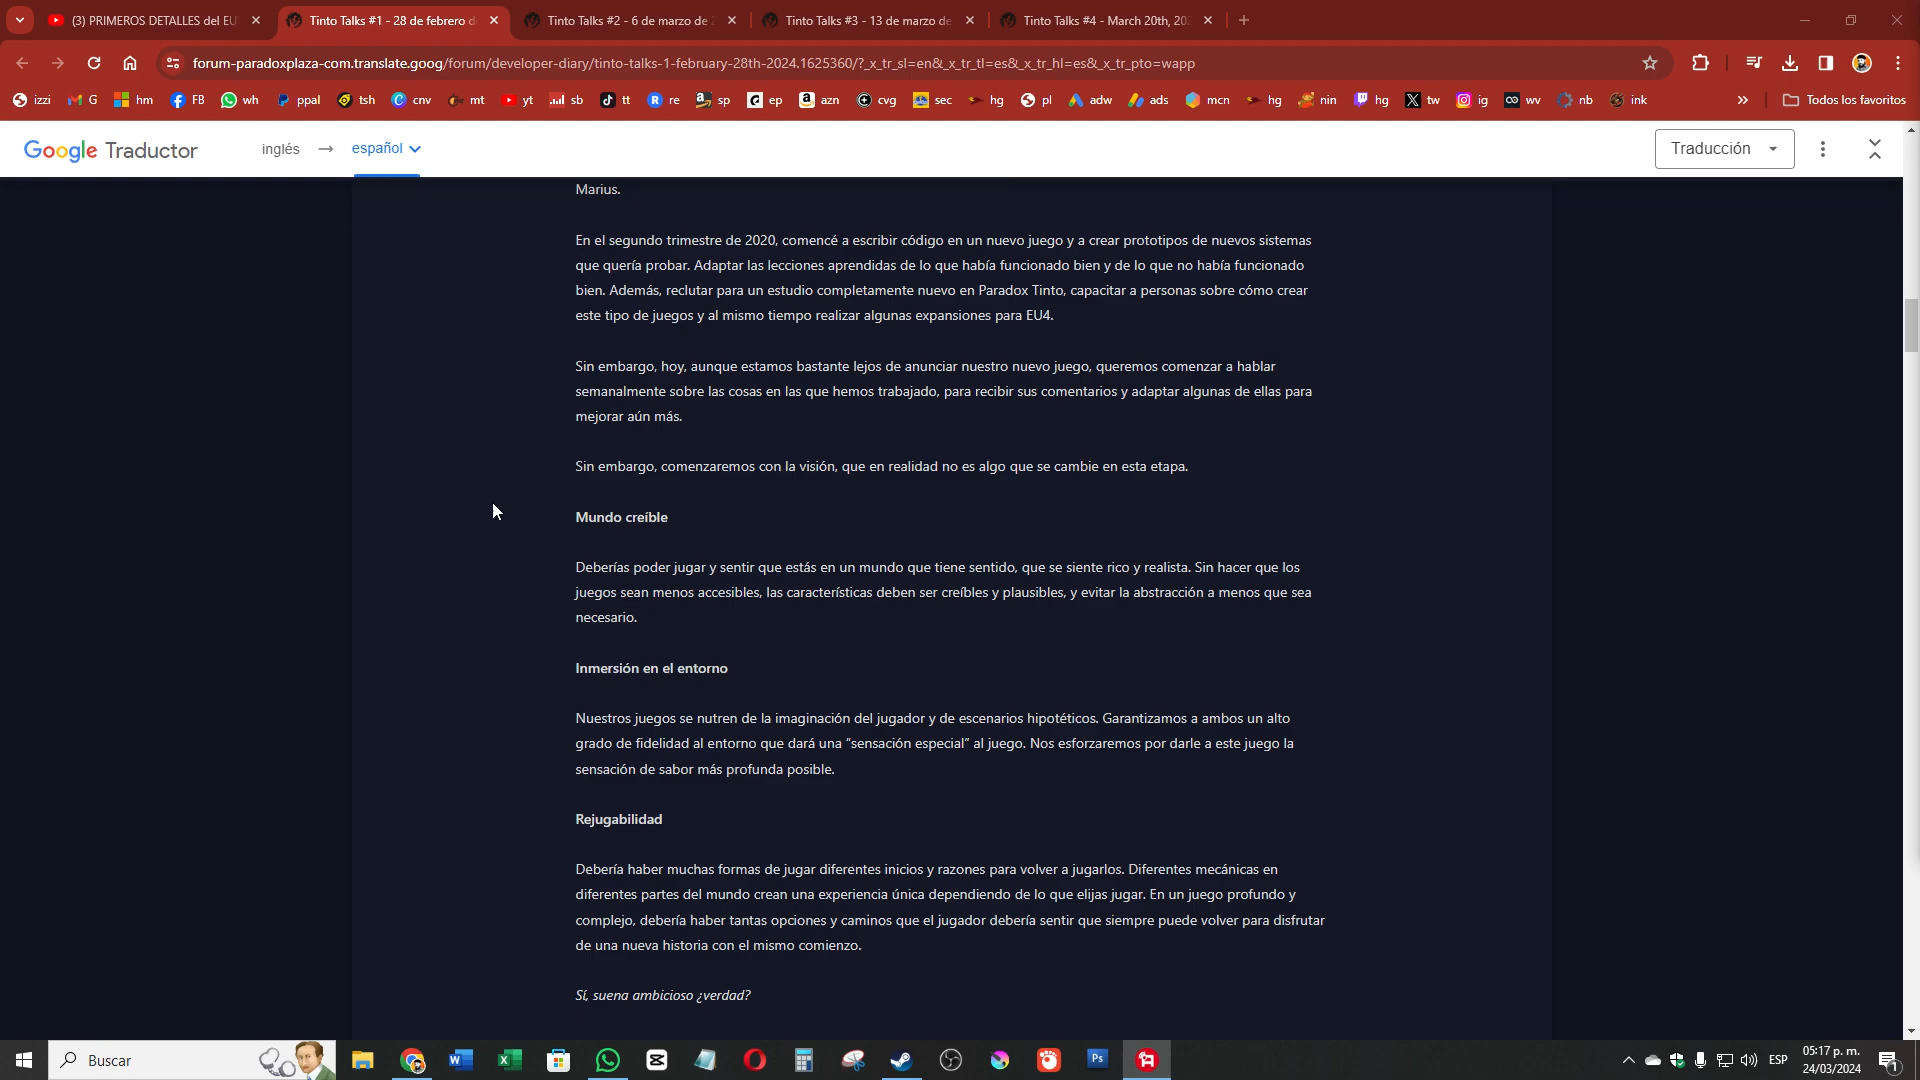 (3) PRIMEROS DETALLES del EU
Tinto Talks #1 - 28 de febrero d
Tinto Talks #2 - 6 de marzo de 2
Tinto Talks #3 - 13 de marzo de
Tinto Talks #4 - March 20th, 202
forum-paradoxplaza-com.translate.goog/forum/developer-diary/tinto-talks-1-february-28th-2024.1625360/?_x_tr_sl=en&_x_tr_tl=es&_x_tr_hl=es&_x_tr_pto=wapp
izzi G hm FB wh ppal tsh cnv mt yt sb tt re sp ep azn cvg sec hg pl adw ads mcn hg nin hg tw ig wv nb ink » Todos los favoritos
Google Traductor inglés → español Traducción
Marius.
En el segundo trimestre de 2020, comencé a escribir código en un nuevo juego y a crear prototipos de nuevos sistemas
que quería probar. Adaptar las lecciones aprendidas de lo que había funcionado bien y de lo que no había funcionado
bien. Además, reclutar para un estudio completamente nuevo en Paradox Tinto, capacitar a personas sobre cómo crear
este tipo de juegos y al mismo tiempo realizar algunas expansiones para EU4.
Sin embargo, hoy, aunque estamos bastante lejos de anunciar nuestro nuevo juego, queremos comenzar a hablar
semanalmente sobre las cosas en las que hemos trabajado, para recibir sus comentarios y adaptar algunas de ellas para
mejorar aún más.
Sin embargo, comenzaremos con la visión, que en realidad no es algo que se cambie en esta etapa.
Mundo creíble
Deberías poder jugar y sentir que estás en un mundo que tiene sentido, que se siente rico y realista. Sin hacer que los
juegos sean menos accesibles, las características deben ser creíbles y plausibles, y evitar la abstracción a menos que sea
necesario.
Inmersión en el entorno
Nuestros juegos se nutren de la imaginación del jugador y de escenarios hipotéticos. Garantizamos a ambos un alto
grado de fidelidad al entorno que dará una “sensación especial” al juego. Nos esforzaremos por darle a este juego la
sensación de sabor más profunda posible.
Rejugabilidad
Debería haber muchas formas de jugar diferentes inicios y razones para volver a jugarlos. Diferentes mecánicas en
diferentes partes del mundo crean una experiencia única dependiendo de lo que elijas jugar. En un juego profundo y
complejo, debería haber tantas opciones y caminos que el jugador debería sentir que siempre puede volver para disfrutar
de una nueva historia con el mismo comienzo.
Sí, suena ambicioso ¿verdad?
Buscar
Ps
ESP
05:17 p. m.
24/03/2024
1